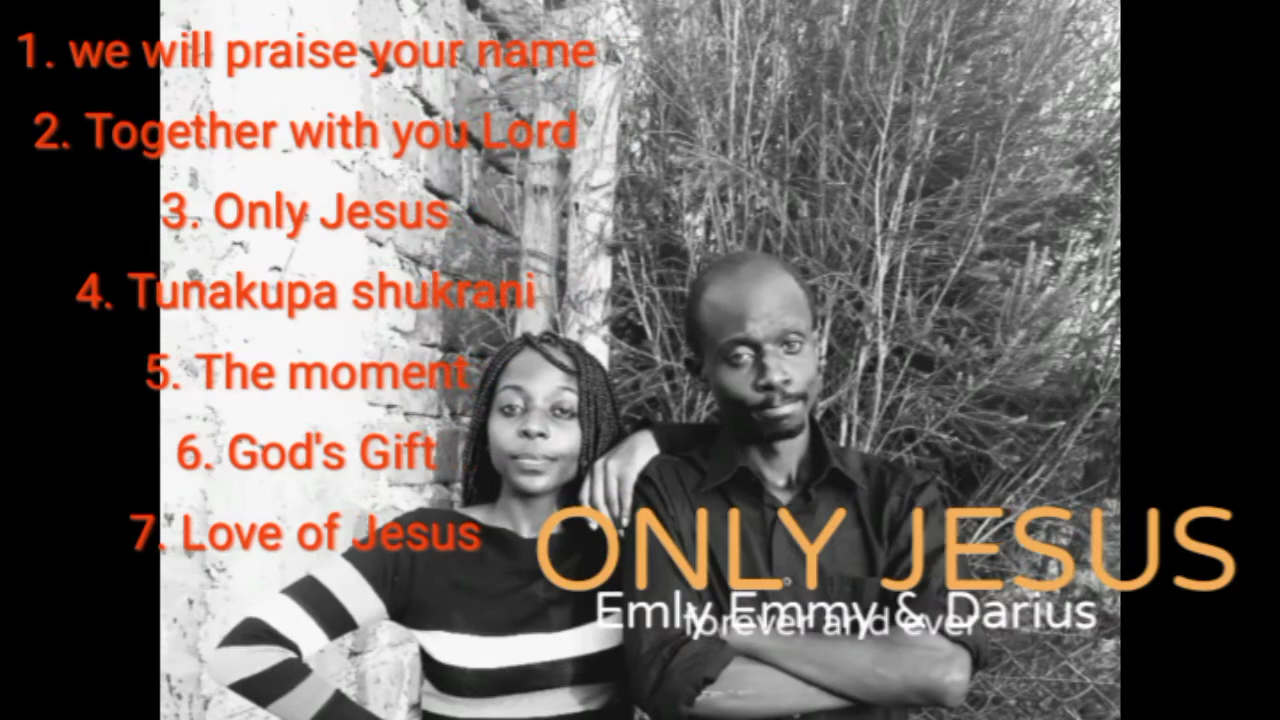 1. we will praise your name
2. Together with you Lord
3. Only Jesus
4. Tunakupa shukrani
5. The moment
6. God's Gift
7. Love of Jesus
ONLY JESUS
Emly Emmy & Darius
forever and ever